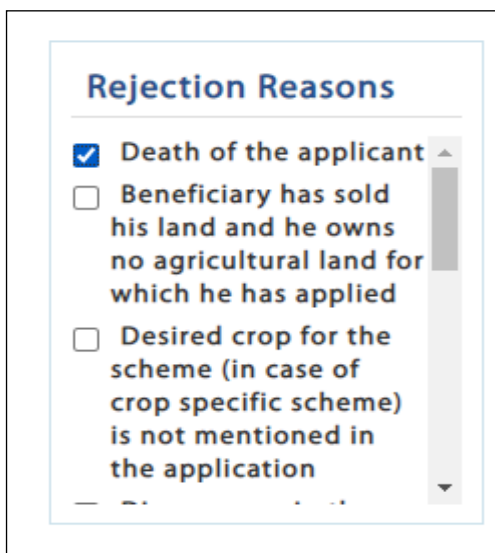 Rejection Reasons
Death of the applicant
Beneficiary has sold
his land and he owns
no agricultural land for
which he has applied
Desired crop for the
scheme (in case of
crop specific scheme)
is not mentioned in
the application